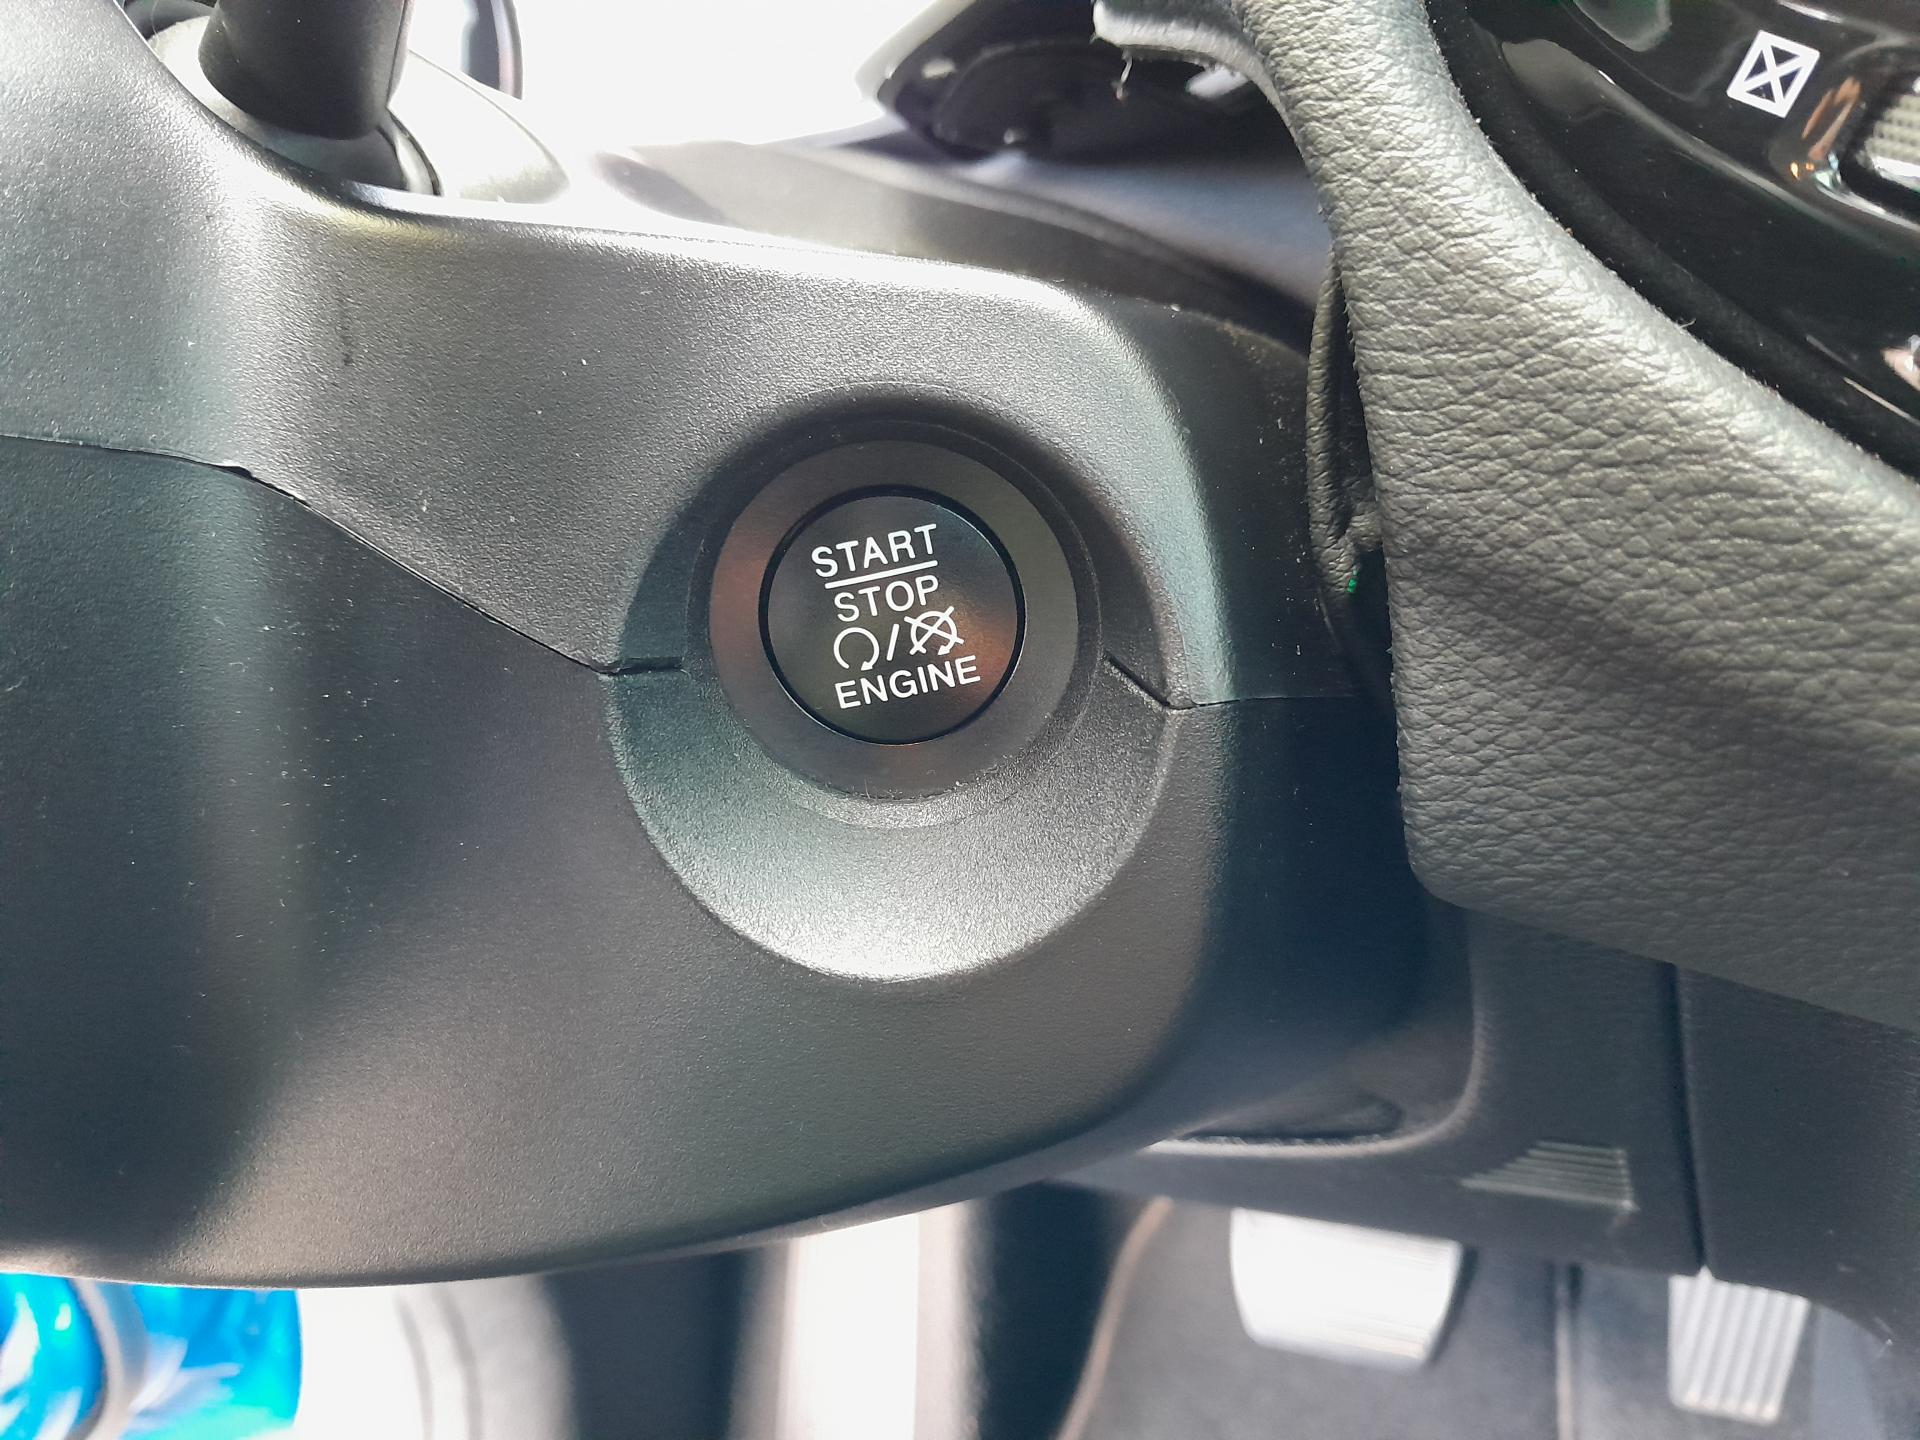 START
STOP
/
ENGINE